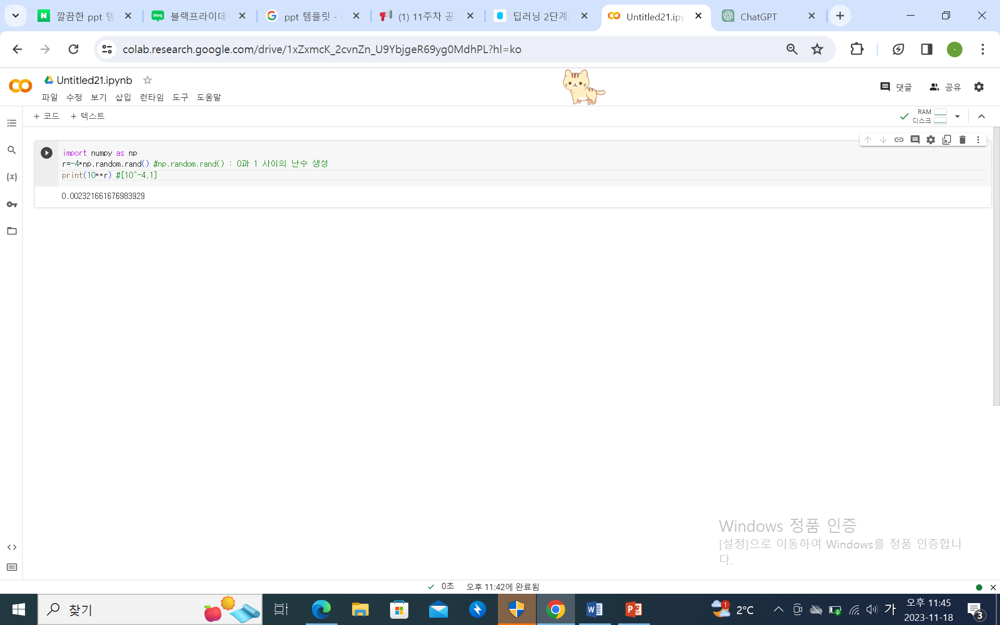 깔끔한 ppt 템
블랙프라이데
ppt 템플릿 -
(1) 11주차 공
딥러닝 2단계:
Untitled21.ipy
ChatGPT
colab.research.google.com/drive/1xZxmcK_2cvnZn_U9YbjgeR69yg0MdhPL?hl=ko
Untitled21.ipynb
파일 수정 보기 삽입 런타임 도구 도움말
댓글
공유
+ 코드 + 텍스트
RAM
디스크
import numpy as np
r=-4*np.random.rand() #np.random.rand() : 0과 1 사이의 난수 생성
print(10**r) #[10^-4,1]
0.002321661676983929
Windows 정품 인증
[설정]으로 이동하여 Windows를 정품 인증합니
다.
0초 오후 11:42에 완료됨
찾기
1
2°C
가
오후 11:45
2023-11-18
3